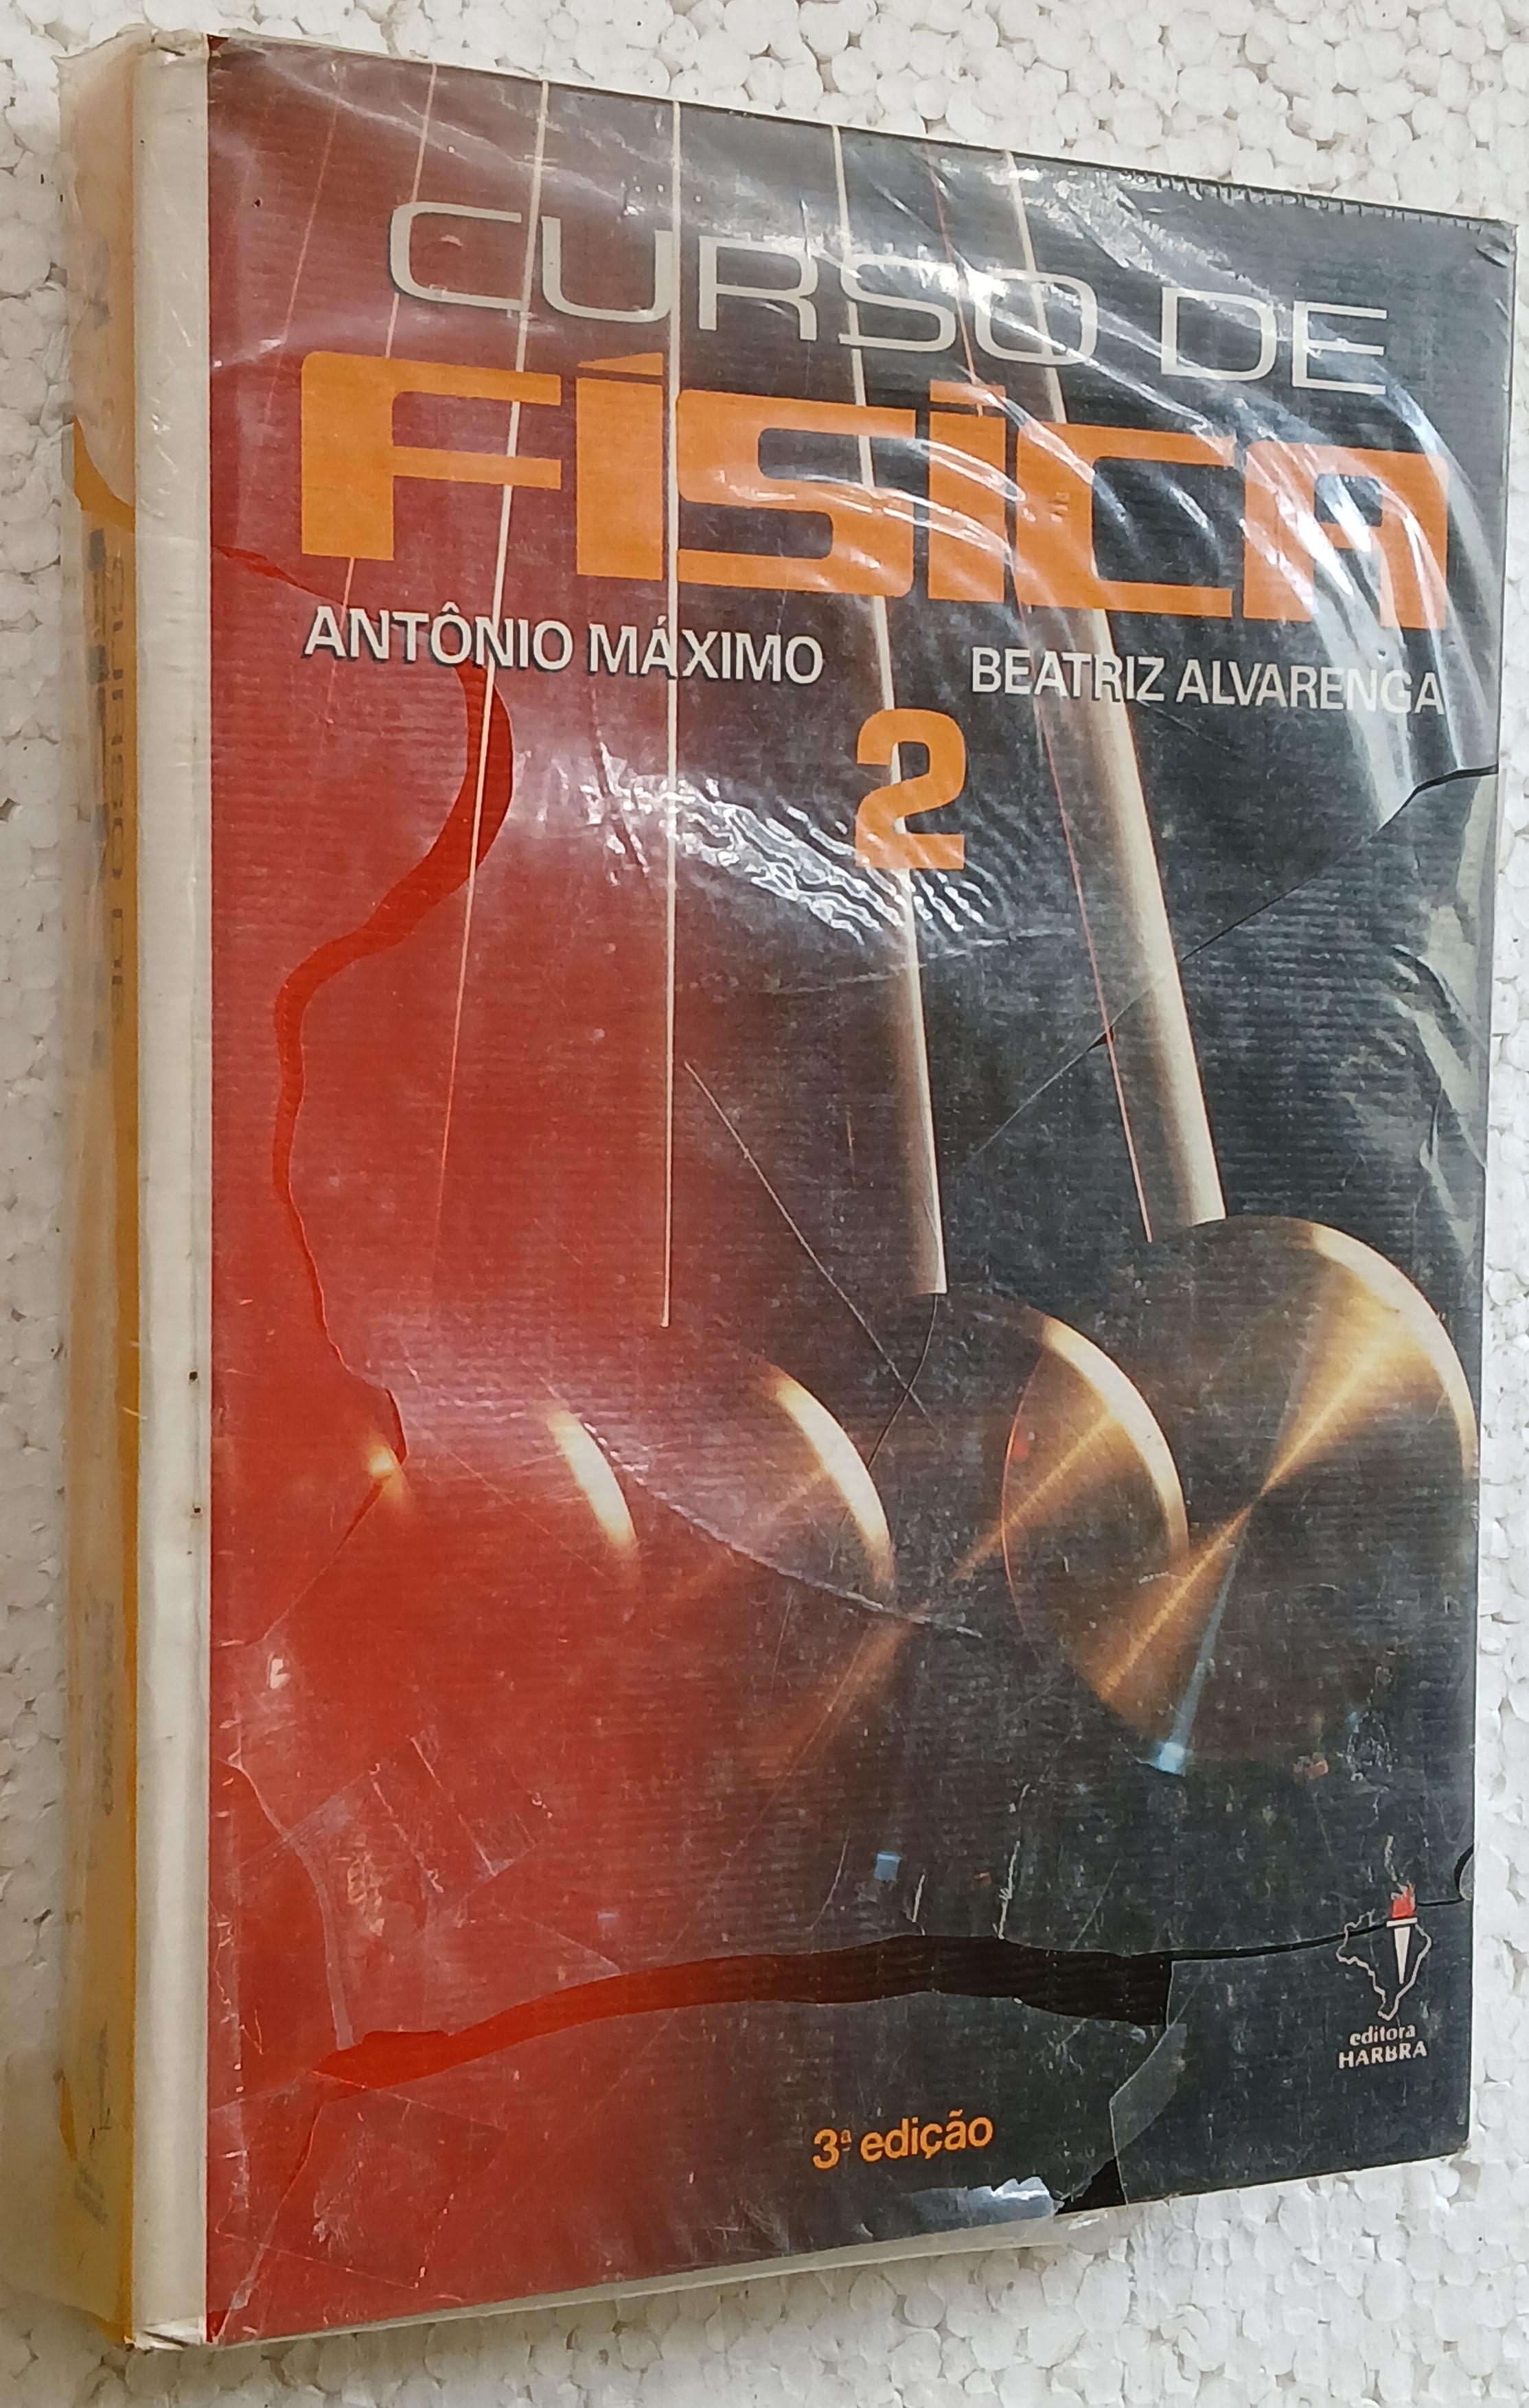 CURSO DE
FÍSICA
ANTÔNIO MÁXIMO BEATRIZ ALVARENGA
2
editora
HARBRA
3ª edição